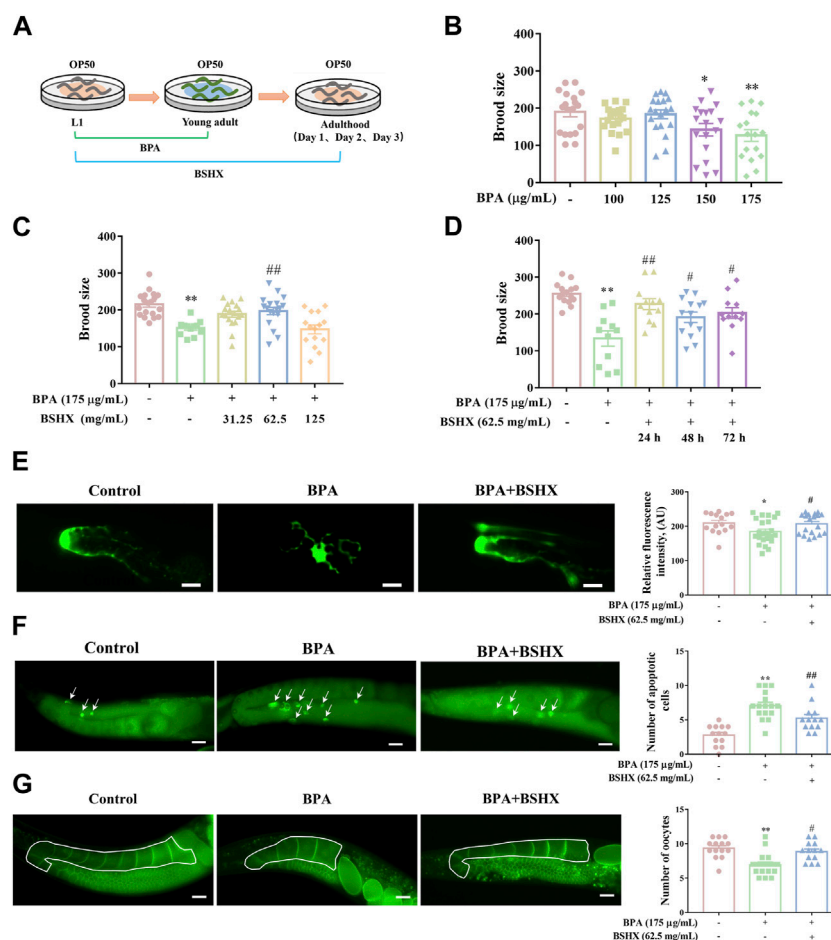 A
OP50
OP50
OP50
L1
Young adult
Adulthood
(Day 1、Day 2、Day 3)
BPA
BSHX
B
Brood size
400
300
200
100
0
*
**
BPA (μg/mL)
-
100
125
150
175
C
Brood size
400
300
200
100
0
**
##
BPA (175 μg/mL)
-
+
+
+
+
BSHX (mg/mL)
-
-
31.25
62.5
125
D
Brood size
400
300
200
100
0
**
##
#
#
BPA (175 μg/mL)
-
+
+
+
+
BSHX (62.5 mg/mL)
-
-
+
+
+
24 h
48 h
72 h
E
Control
BPA
BPA+BSHX
Relative fluorescence
intensity, (AU)
400
300
200
100
0
*
#
BPA (175 μg/mL)
-
+
+
BSHX (62.5 mg/mL)
-
-
+
F
Control
BPA
BPA+BSHX
Number of apoptotic
cells
15
10
5
0
**
##
BPA (175 μg/mL)
-
+
+
BSHX (62.5 mg/mL)
-
-
+
G
Control
BPA
BPA+BSHX
Number of oocytes
15
10
5
0
**
#
BPA (175 μg/mL)
-
+
+
BSHX (62.5 mg/mL)
-
-
+